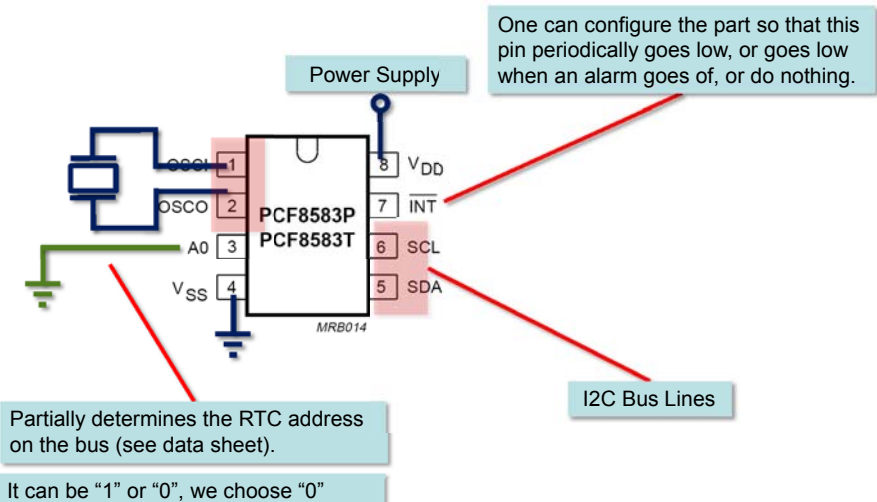 One can configure the part so that this
pin periodically goes low, or goes low
when an alarm goes of, or do nothing.
Power Supply
OSCI 1
8 VDD
OSCO 2
7 INT
PCF8583P
PCF8583T
A0 3
6 SCL
VSS 4
5 SDA
MRB014
I2C Bus Lines
Partially determines the RTC address
on the bus (see data sheet).
It can be “1” or “0”, we choose “0”